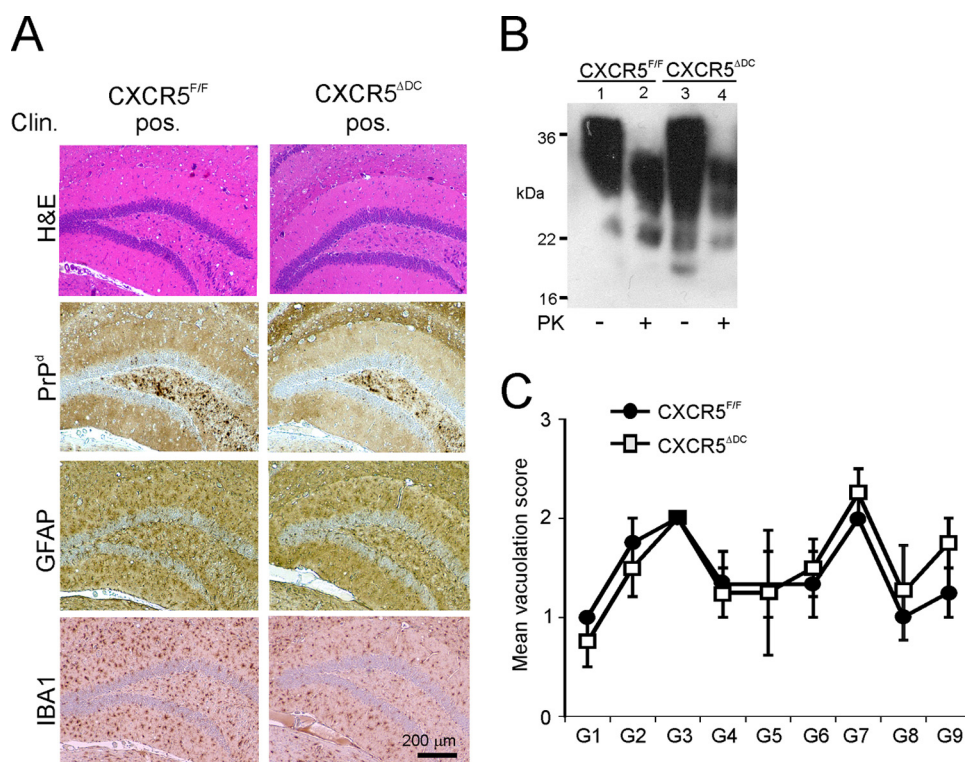 A
CXCR5F/F CXCR5ΔDC
Clin. pos. pos.
H&E
PrPd
GFAP
IBA1
200 μm
B
CXCR5F/F CXCR5ΔDC
1 2 3 4
36
kDa
22
16
PK - + - +
C
CXCR5F/F
CXCR5ΔDC
Mean vacuolation score
3
2
1
0
G1 G2 G3 G4 G5 G6 G7 G8 G9